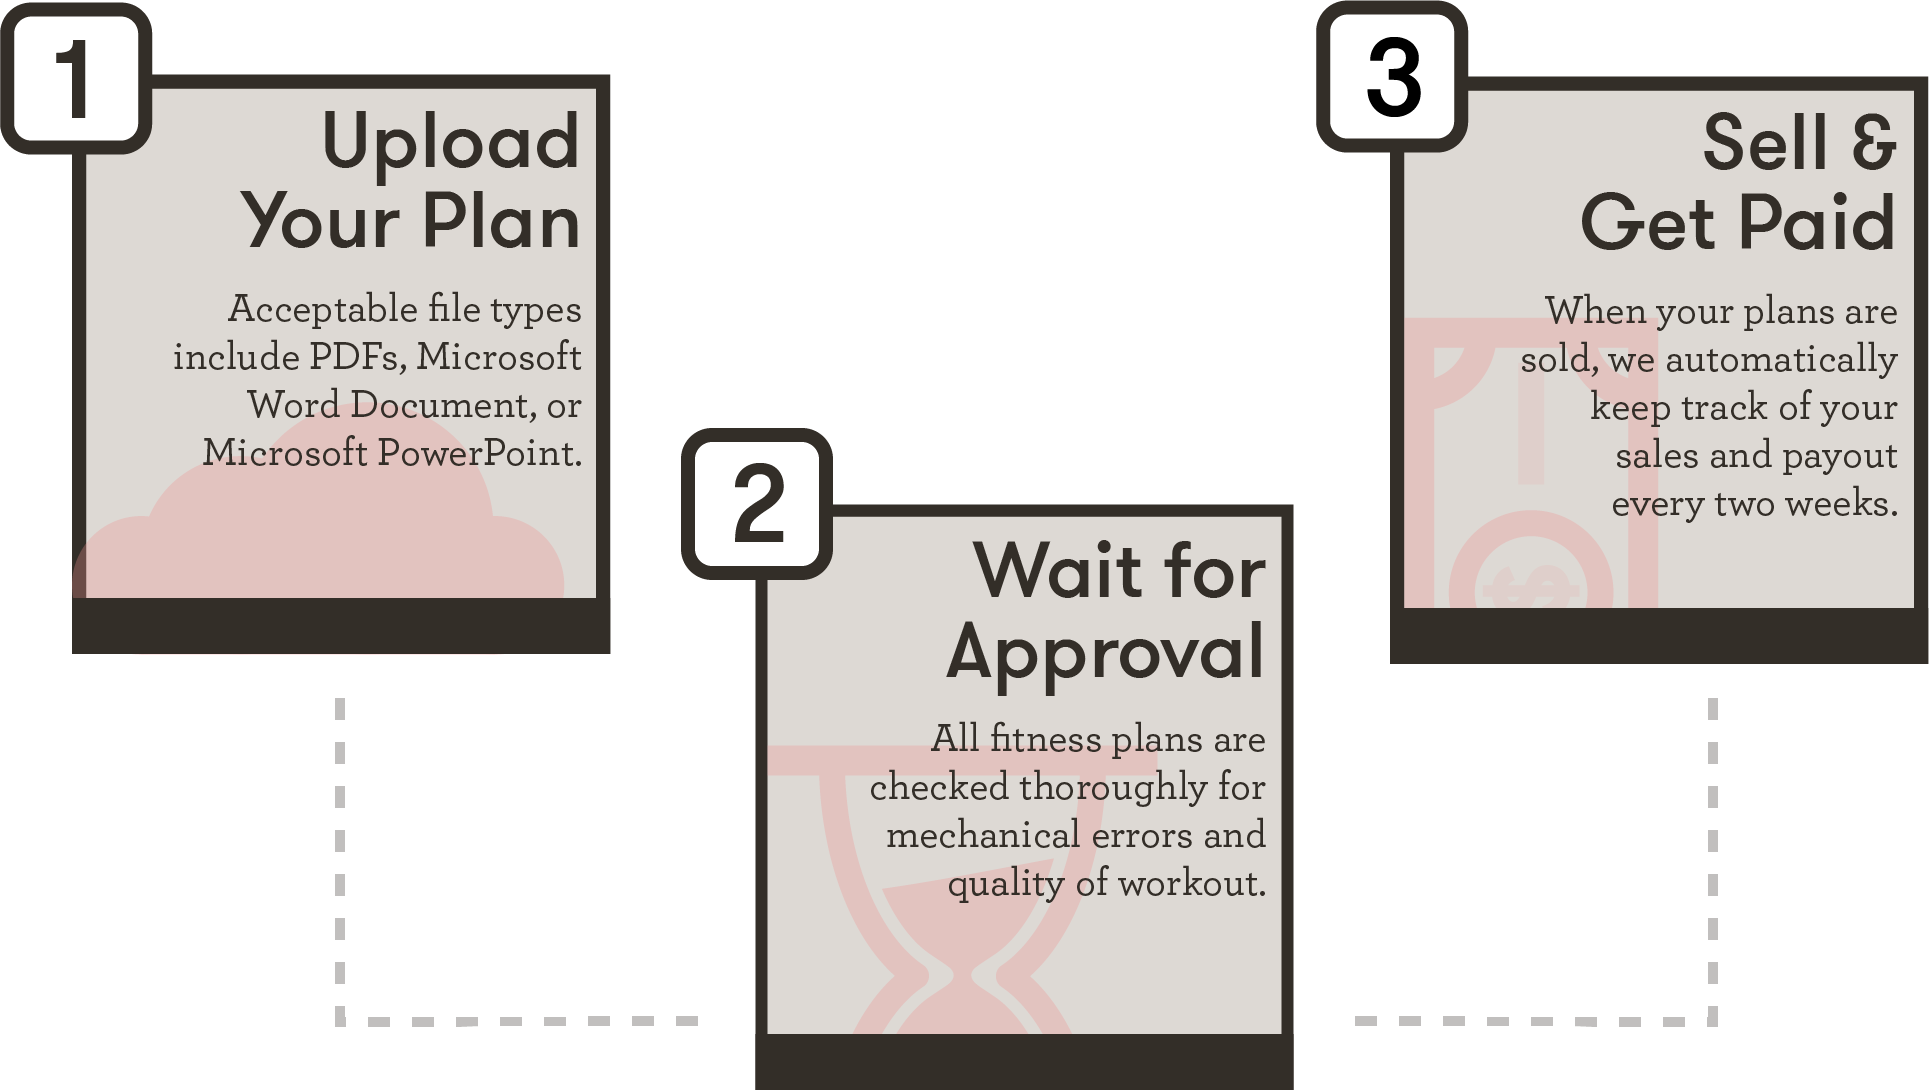 1
Upload
Your Plan
Acceptable file types
include PDFs, Microsoft
Word Document, or
Microsoft PowerPoint.
2
Wait for
Approval
All fitness plans are
checked thoroughly for
mechanical errors and
quality of workout.
3
Sell &
Get Paid
When your plans are
sold, we automatically
keep track of your
sales and payout
every two weeks.
$